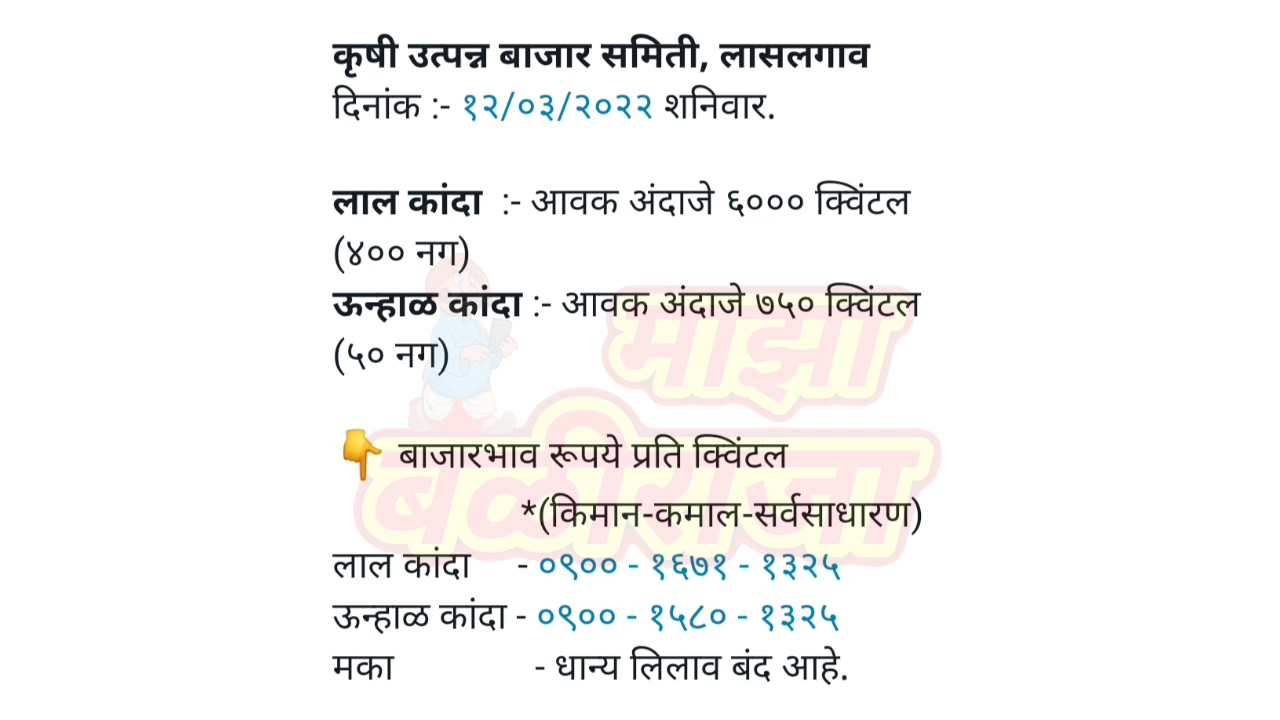 कृषी उत्पन्न बाजार समिती, लासलगाव
दिनांक :- १२/०३/२०२२ शनिवार.
लाल कांदा :- आवक अंदाजे ६००० क्विंटल
(४०० नग)
ऊन्हाळ कांदा :- आवक अंदाजे ७५० क्विंटल
(५० नग)
माझा
बळीराजा
👇 बाजारभाव रूपये प्रति क्विंटल
*(किमान-कमाल-सर्वसाधारण)
लाल कांदा - ०९०० - १६७१ - १३२५
ऊन्हाळ कांदा - ०९०० - १५८० - १३२५
मका - धान्य लिलाव बंद आहे.